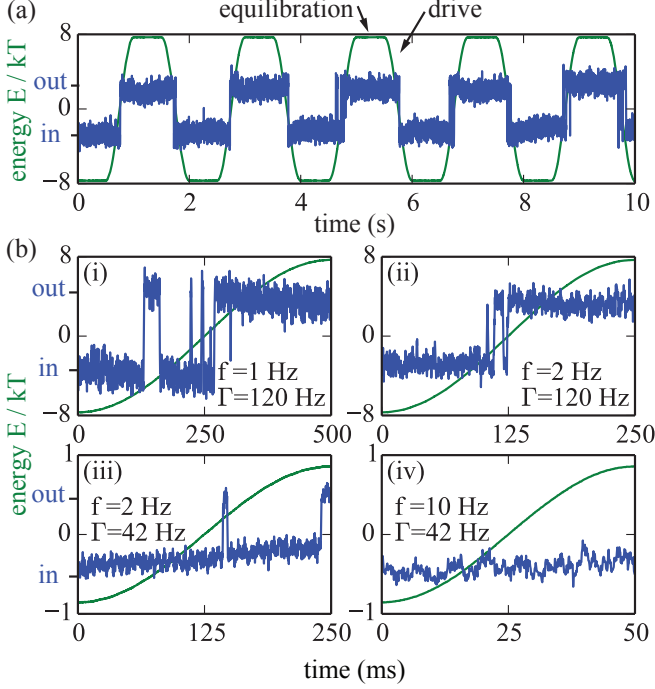 (a)
equilibration drive
energy E / kT
8
out
0
in
−8
0 2 4 6 8 10
time (s)
(b)
energy E / kT
8
out
0
in
−8
(i)
f=1 Hz
Γ=120 Hz
0 250 500
(ii)
f=2 Hz
Γ=120 Hz
0 125 250
1
out
0
in
−1
(iii)
f=2 Hz
Γ=42 Hz
0 125 250
(iv)
f=10 Hz
Γ=42 Hz
0 25 50
time (ms)